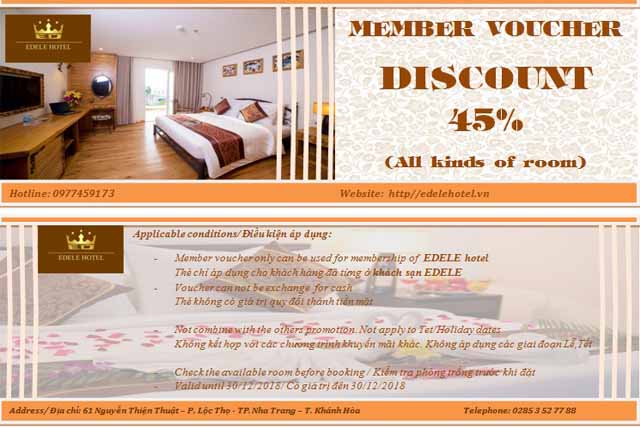 EDELE HOTEL
MEMBER VOUCHER
DISCOUNT
45%
(All kinds of room)
Hotline: 0977459173
Website: http//edelehotel.vn
EDELE HOTEL
Applicable conditions/Điều kiện áp dụng:
- Member voucher only can be used for membership of EDELE hotel
Thẻ chỉ áp dụng cho khách hàng đã từng ở khách sạn EDELE
- Voucher can not be exchange for cash
Thẻ không có giá trị quy đổi thành tiền mặt
- Not combine with the others promotion. Not apply to Tet/Holiday dates
Không kết hợp với các chương trình khuyến mãi khác. Không áp dụng các giai đoạn Lễ,Tết
- Check the available room before booking / Kiểm tra phòng trống trước khi đặt
- Valid until 30/12/2018/ Có giá trị đến 30/12/2018
Address/ Địa chỉ: 61 Nguyễn Thiện Thuật – P. Lộc Thọ - TP. Nha Trang – T. Khánh Hòa
Telephone: 0285 3 52 77 88